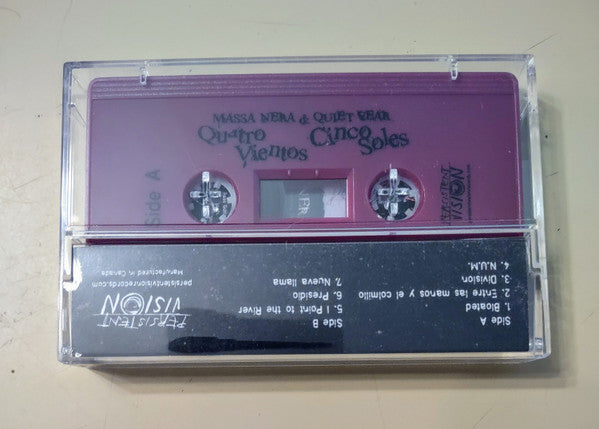 MASSA NERA & QUIET FEAR
Quatro Cinco
Vientos Soles
Side A
PERSISTENT
VISION
Side A
1. Bloated
2. Entre las manos y el colmillo
3. Division
4. N.U.M.
Side B
5. I Point to the River
6. Presidio
7. Nueva llama
PERSISTENT
VISION
persistentvisionrecords.com
Manufactured in Canada